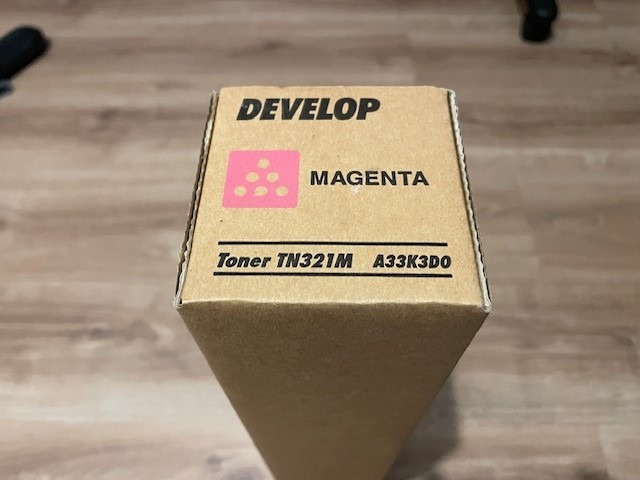 DEVELOP
MAGENTA
Toner TN321M A33K3D0